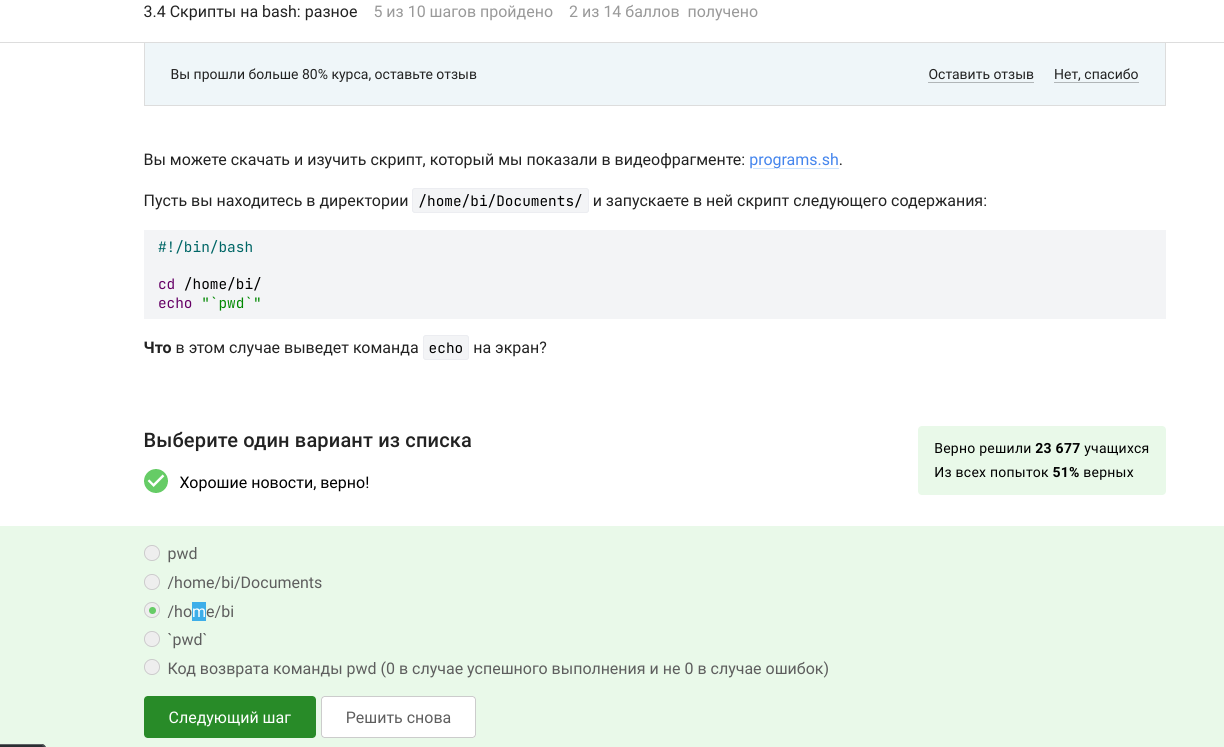 3.4 Скрипты на bash: разное 5 из 10 шагов пройдено 2 из 14 баллов получено
Вы прошли больше 80% курса, оставьте отзыв Оставить отзыв Нет, спасибо
Вы можете скачать и изучить скрипт, который мы показали в видеофрагменте: programs.sh.
Пусть вы находитесь в директории /home/bi/Documents/ и запускаете в ней скрипт следующего содержания:
#!/bin/bash
cd /home/bi/
echo "`pwd`"
Что в этом случае выведет команда echo на экран?
Выберите один вариант из списка
Хорошие новости, верно!
Верно решили 23 677 учащихся
Из всех попыток 51% верных
pwd
/home/bi/Documents
/home/bi
`pwd`
Код возврата команды pwd (0 в случае успешного выполнения и не 0 в случае ошибок)
Следующий шаг Решить снова